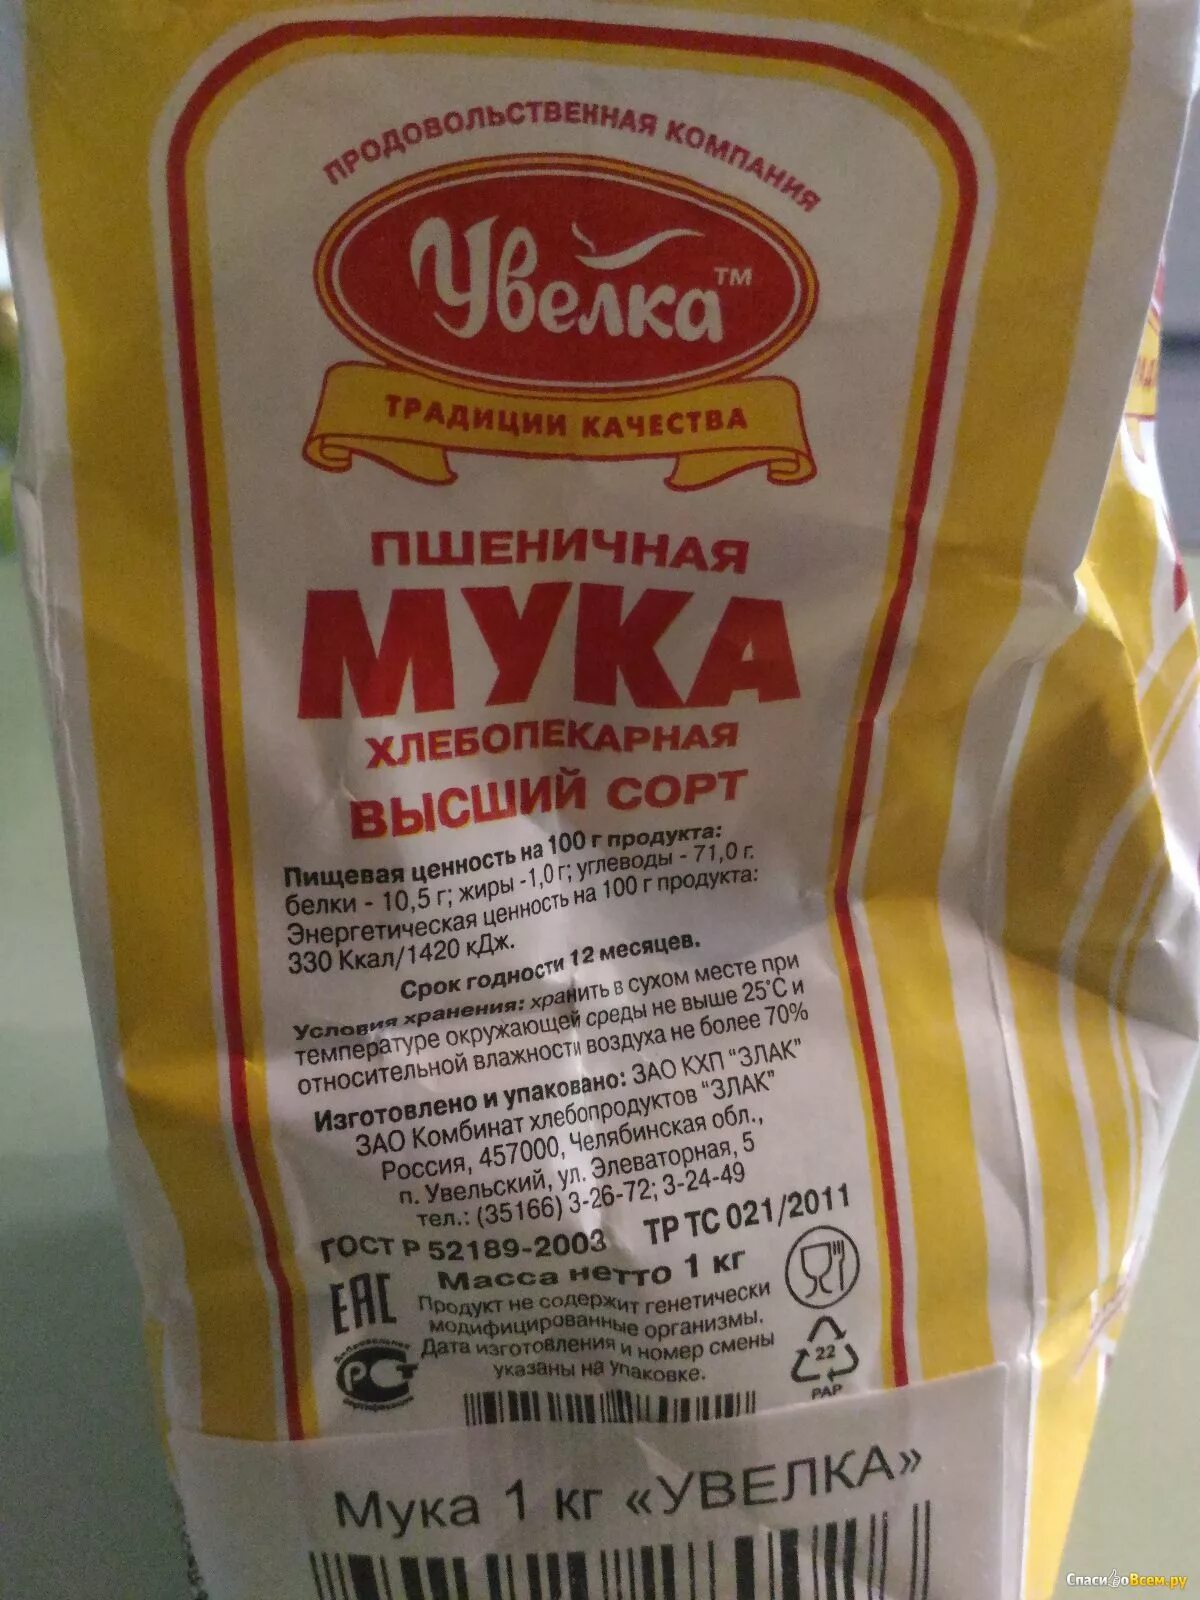 ПРОДОВОЛЬСТВЕННАЯ КОМПАНИЯ
Увелка™
ТРАДИЦИИ КАЧЕСТВА
ПШЕНИЧНАЯ
МУКА
ХЛЕБОПЕКАРНАЯ
ВЫСШИЙ СОРТ
Пищевая ценность на 100 г продукта:
белки - 10,5 г; жиры -1,0 г; углеводы - 71,0 г.
Энергетическая ценность на 100 г продукта:
330 Ккал/1420 кДж.
Срок годности 12 месяцев.
Условия хранения: хранить в сухом месте при
температуре окружающей среды не выше 25°С и
относительной влажности воздуха не более 70%
Изготовлено и упаковано: ЗАО КХП "ЗЛАК"
ЗАО Комбинат хлебопродуктов "ЗЛАК"
Россия, 457000, Челябинская обл.,
п. Увельский, ул. Элеваторная, 5
тел.: (35166) 3-26-72; 3-24-49
ГОСТ Р 52189-2003 ТР ТС 021/2011
Масса нетто 1 кг
EAC
Продукт не содержит генетически
модифицированные организмы.
Дата изготовления и номер смены
указаны на упаковке.
РСТ
22
PAP
Мука 1 кг «УВЕЛКА»
СпасибоВсем.ру